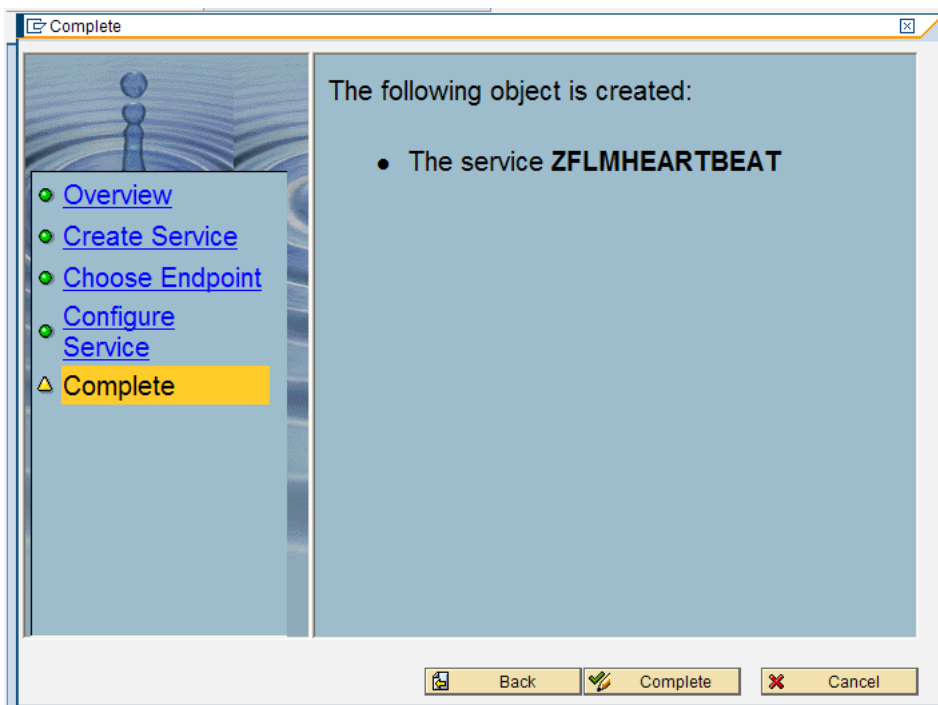 Complete
The following object is created:
• The service ZFLMHEARTBEAT
Overview
Create Service
Choose Endpoint
Configure
Service
Complete
Back
Complete
Cancel